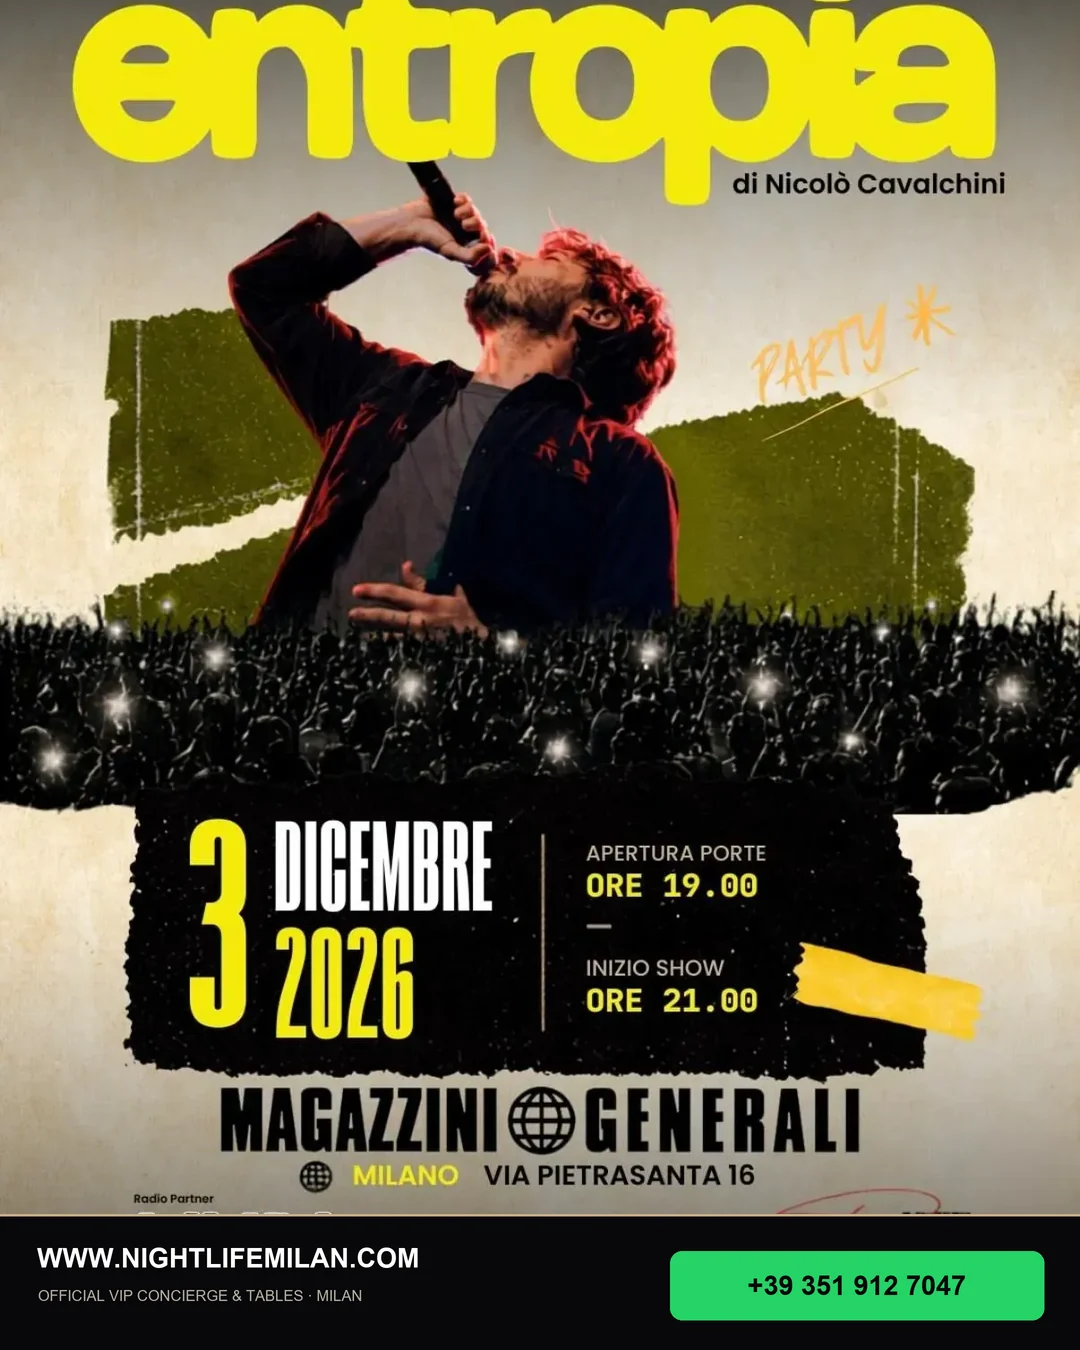 entropia
di Nicolò Cavalchini
PARTY *
3 DICEMBRE 2026
APERTURA PORTE
ORE 19.00
INIZIO SHOW
ORE 21.00
MAGAZZINI GENERALI
MILANO VIA PIETRASANTA 16
Radio Partner
WWW.NIGHTLIFEMILAN.COM
OFFICIAL VIP CONCIERGE & TABLES · MILAN
+39 351 912 7047